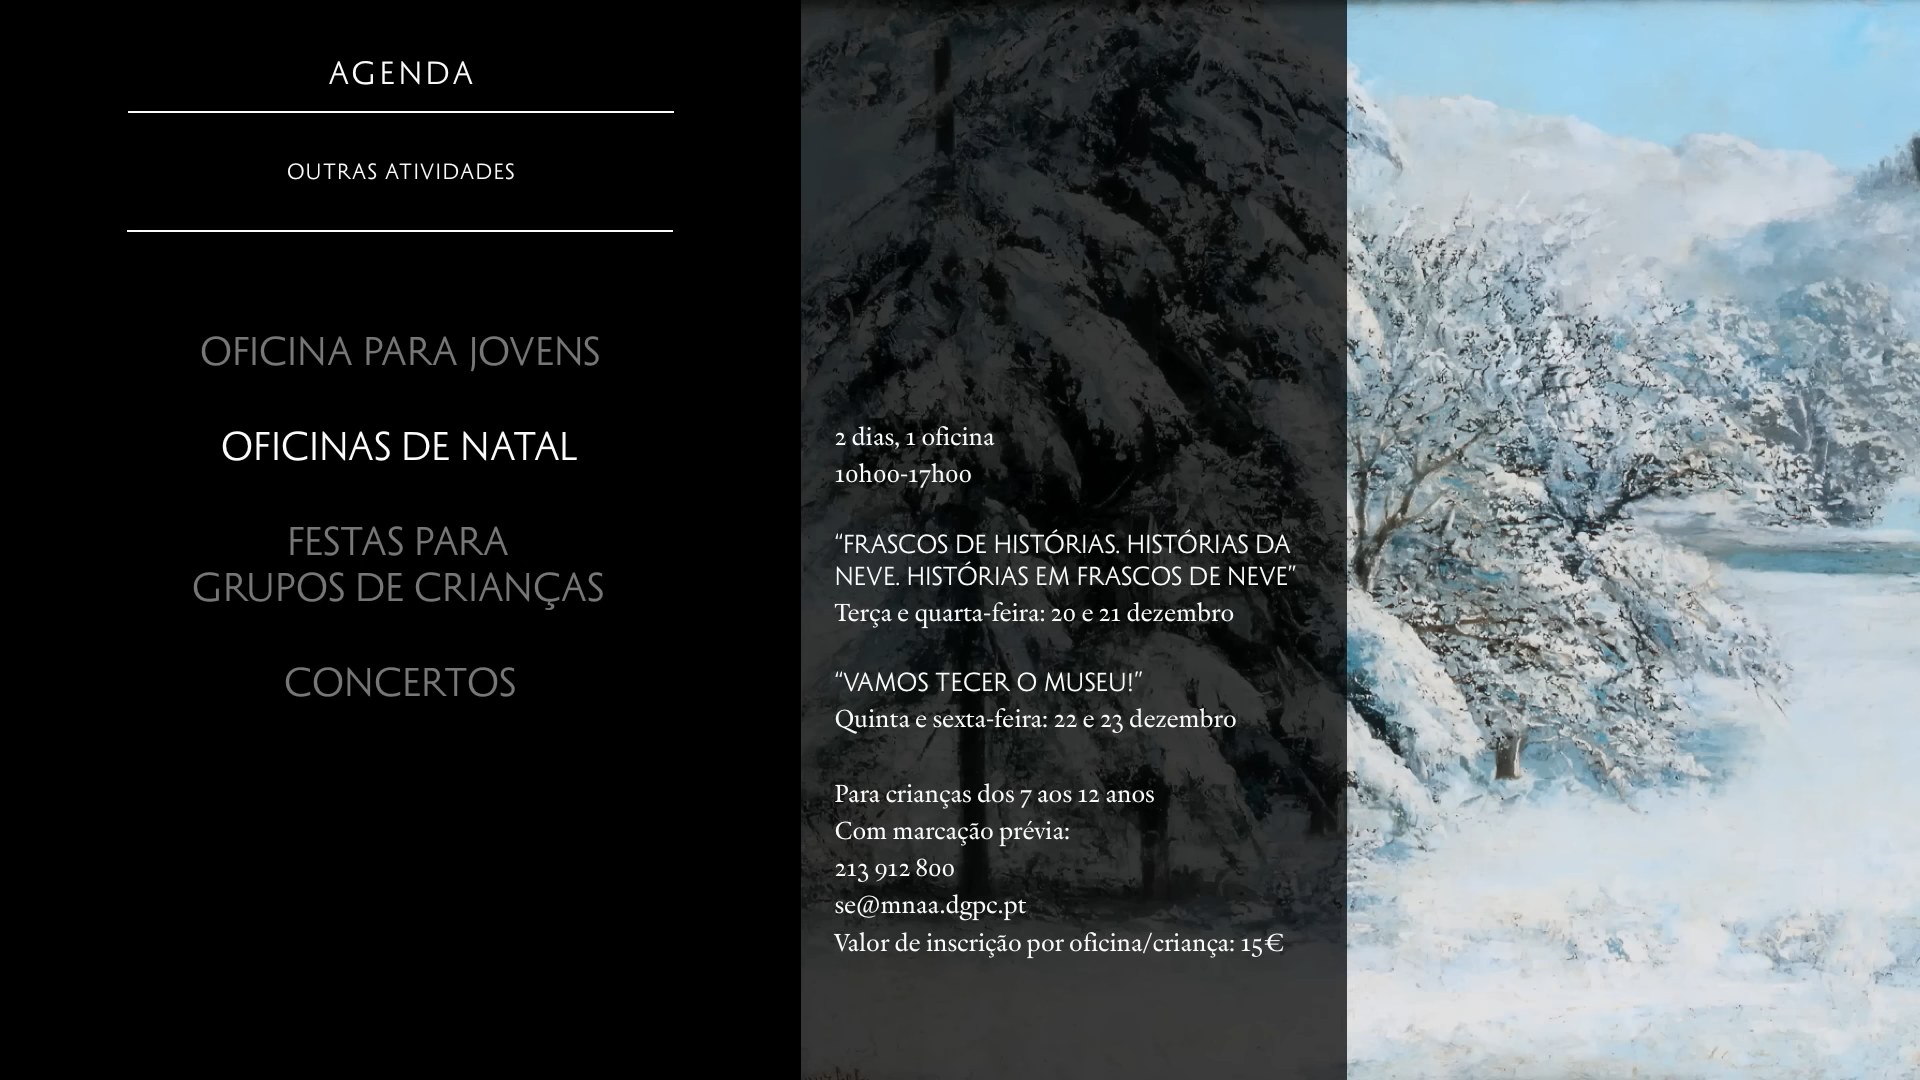 AGENDA
OUTRAS ATIVIDADES
OFICINA PARA JOVENS
OFICINAS DE NATAL
FESTAS PARA
GRUPOS DE CRIANÇAS
CONCERTOS
2 dias, 1 oficina
10h00-17h00
“FRASCOS DE HISTÓRIAS. HISTÓRIAS DA
NEVE. HISTÓRIAS EM FRASCOS DE NEVE”
Terça e quarta-feira: 20 e 21 dezembro
“VAMOS TECER O MUSEU!”
Quinta e sexta-feira: 22 e 23 dezembro
Para crianças dos 7 aos 12 anos
Com marcação prévia:
213 912 800
se@mnaa.dgpc.pt
Valor de inscrição por oficina/criança: 15€